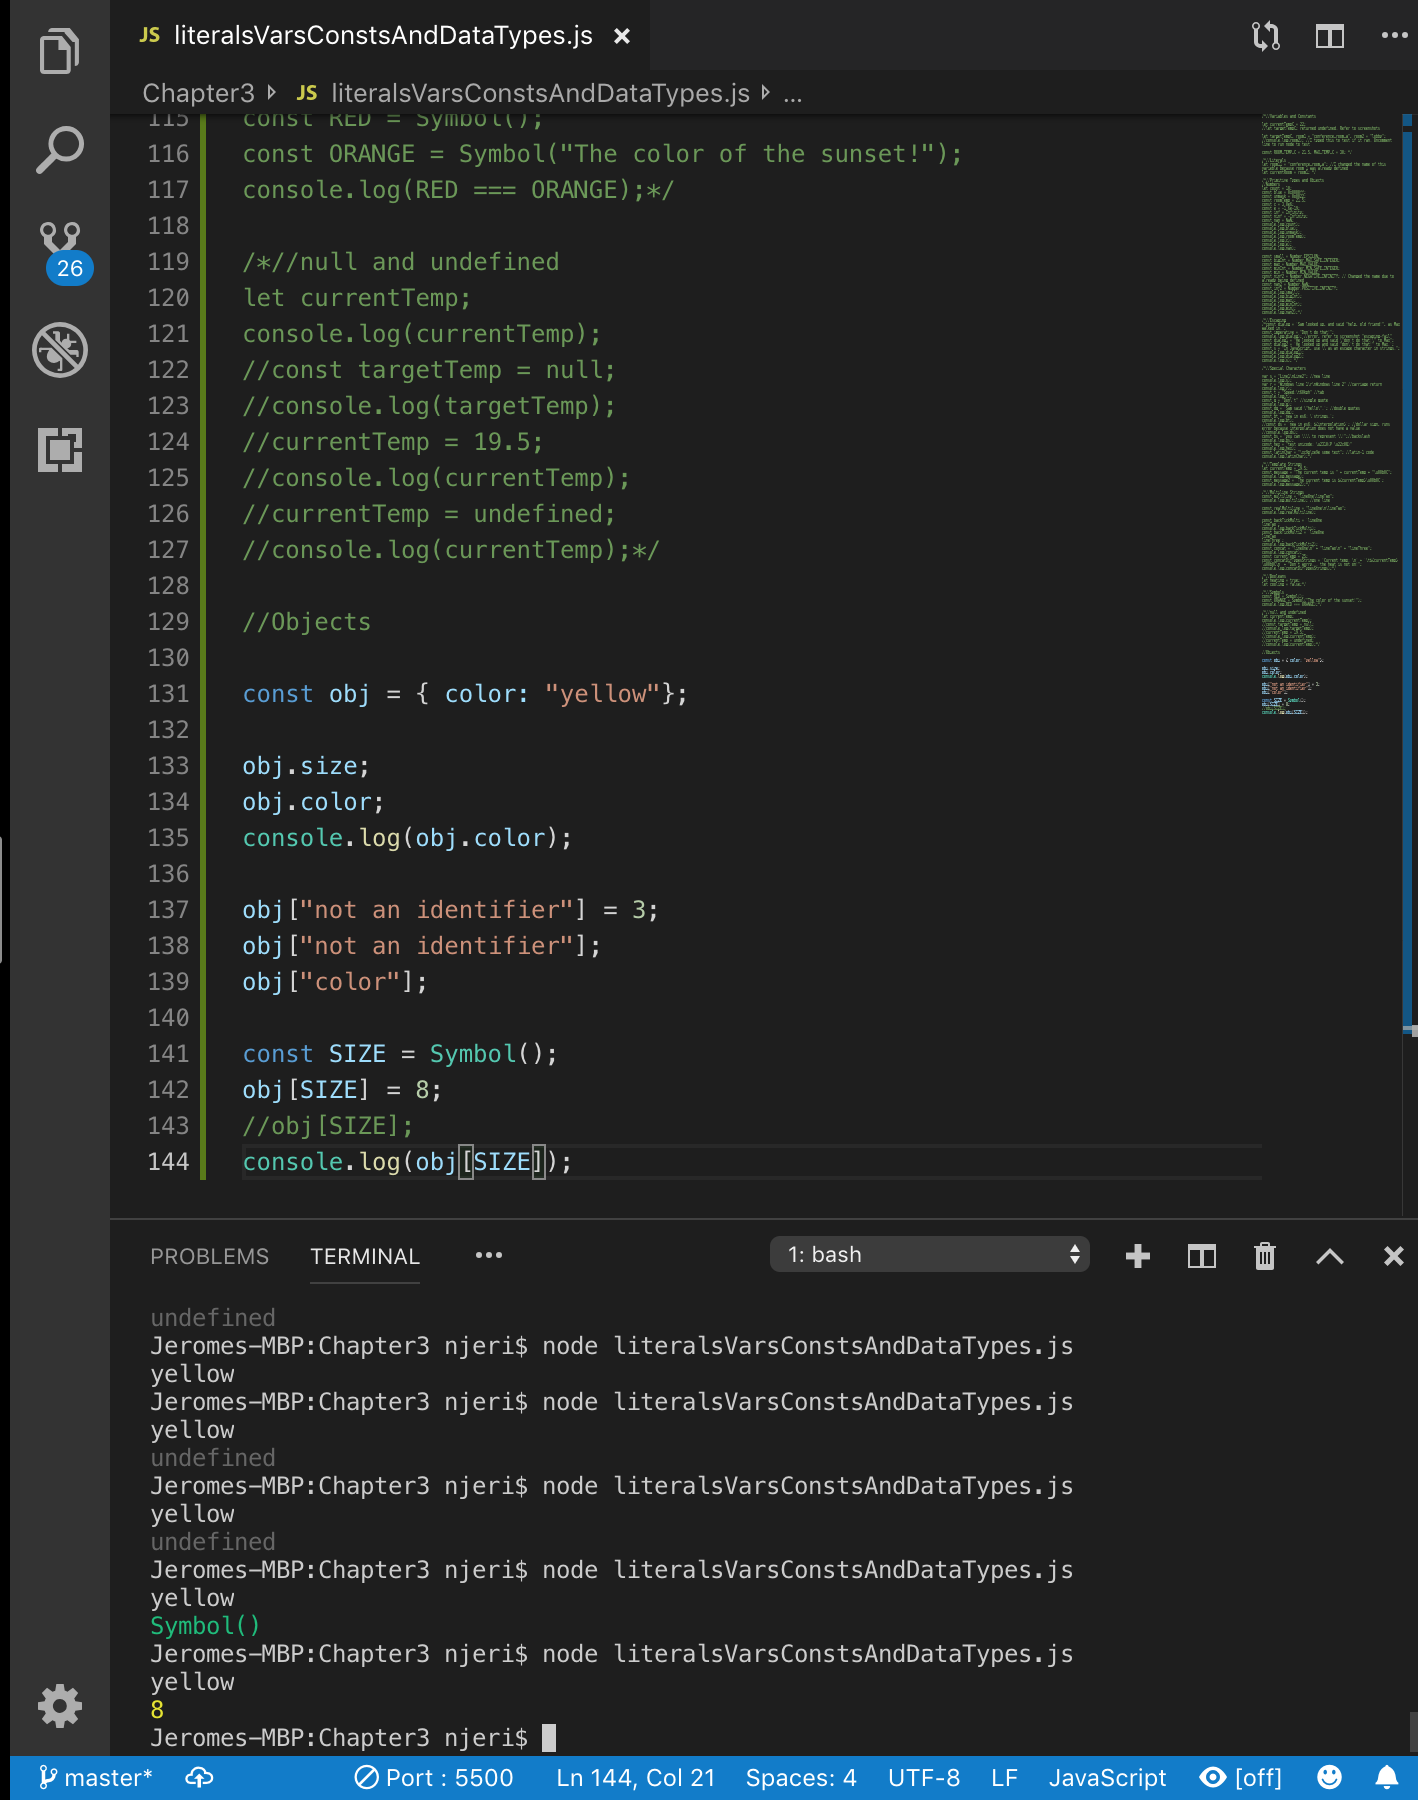 JS literalsVarsConstsAndDataTypes.js ×
Chapter3 JS literalsVarsConstsAndDataTypes.js ...
115 const RED = Symbol();
116 const ORANGE = Symbol("The color of the sunset!");
117 console.log(RED === ORANGE);*/
118
119 /*//null and undefined
120 let currentTemp;
121 console.log(currentTemp);
122 //const targetTemp = null;
123 //console.log(targetTemp);
124 //currentTemp = 19.5;
125 //console.log(currentTemp);
126 //currentTemp = undefined;
127 //console.log(currentTemp);*/
128
129 //Objects
130
131 const obj = { color: "yellow"};
132
133 obj.size;
134 obj.color;
135 console.log(obj.color);
136
137 obj["not an identifier"] = 3;
138 obj["not an identifier"];
139 obj["color"];
140
141 const SIZE = Symbol();
142 obj[SIZE] = 8;
143 //obj[SIZE];
144 console.log(obj[SIZE]);
26
PROBLEMS TERMINAL ••• 1: bash
undefined
Jeromes-MBP:Chapter3 njeri$ node literalsVarsConstsAndDataTypes.js
yellow
Jeromes-MBP:Chapter3 njeri$ node literalsVarsConstsAndDataTypes.js
yellow
undefined
Jeromes-MBP:Chapter3 njeri$ node literalsVarsConstsAndDataTypes.js
yellow
undefined
Jeromes-MBP:Chapter3 njeri$ node literalsVarsConstsAndDataTypes.js
yellow
Symbol()
Jeromes-MBP:Chapter3 njeri$ node literalsVarsConstsAndDataTypes.js
yellow
8
Jeromes-MBP:Chapter3 njeri$
master* Port : 5500 Ln 144, Col 21 Spaces: 4 UTF-8 LF JavaScript [off]